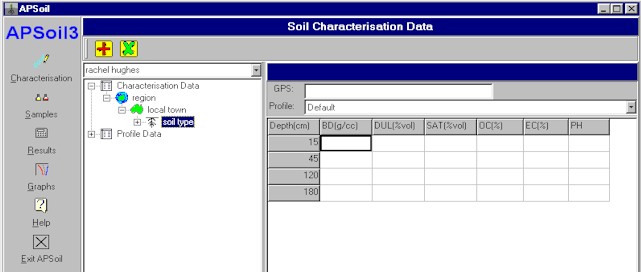 APSoil
APSoil3
Soil Characterisation Data
Characterisation
Samples
Results
Graphs
Help
Exit APSoil
rachel hughes
Characterisation Data
region
local town
soil type
Profile Data
GPS:
Profile: Default
Depth(cm) BD(g/cc) DUL(%vol) SAT(%vol) OC(%) EC(%) PH
15
45
120
180